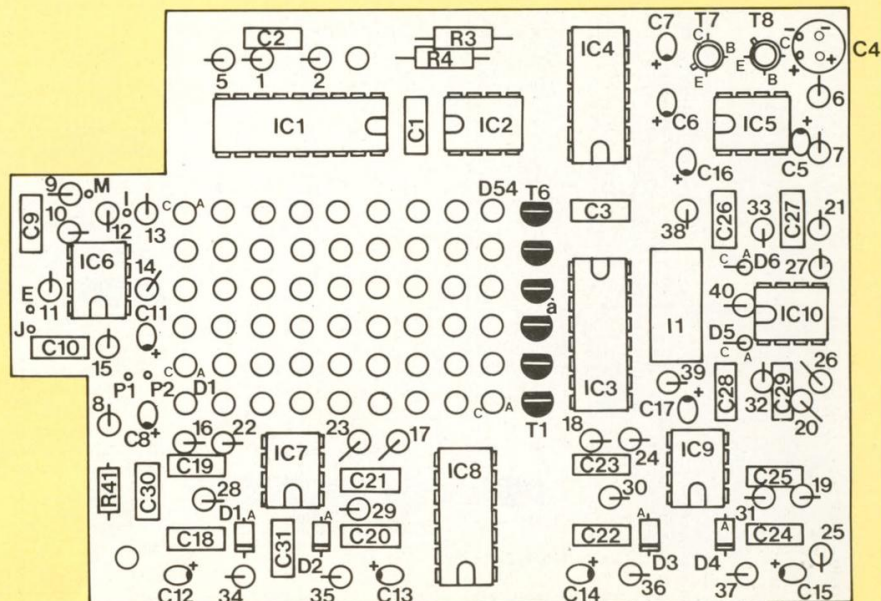 C2
R3
R4
5 1 2
IC4
C7 T7 T8
C B E
C E B
- -
+ +
C4
6
IC1
C1
IC2
+ C6
IC5
+ C5
7
+ C16
9 M
10
C9
12
I
13
C A
D54 T6
C3
38
C26
33
C27
21
IC6
14
E
11
C11 +
J
C10
15
P1 P2
à
IC3
I1
C A D6
27
40
IC10
D5
C A
39
C17 +
C28
32
C29
26
20
8
C8 +
C A D1
C A
T1
16 22
23 17
18
24
IC9
C19
IC7
C21
IC8
C23
C25
R41
C30
28
29
30
31
19
D1 A
C18
C31
A
D2
C20
C22
A
D3
A
D4
C24
25
+ C12
34
35
+ C13
+ C14
36
37
+ C15